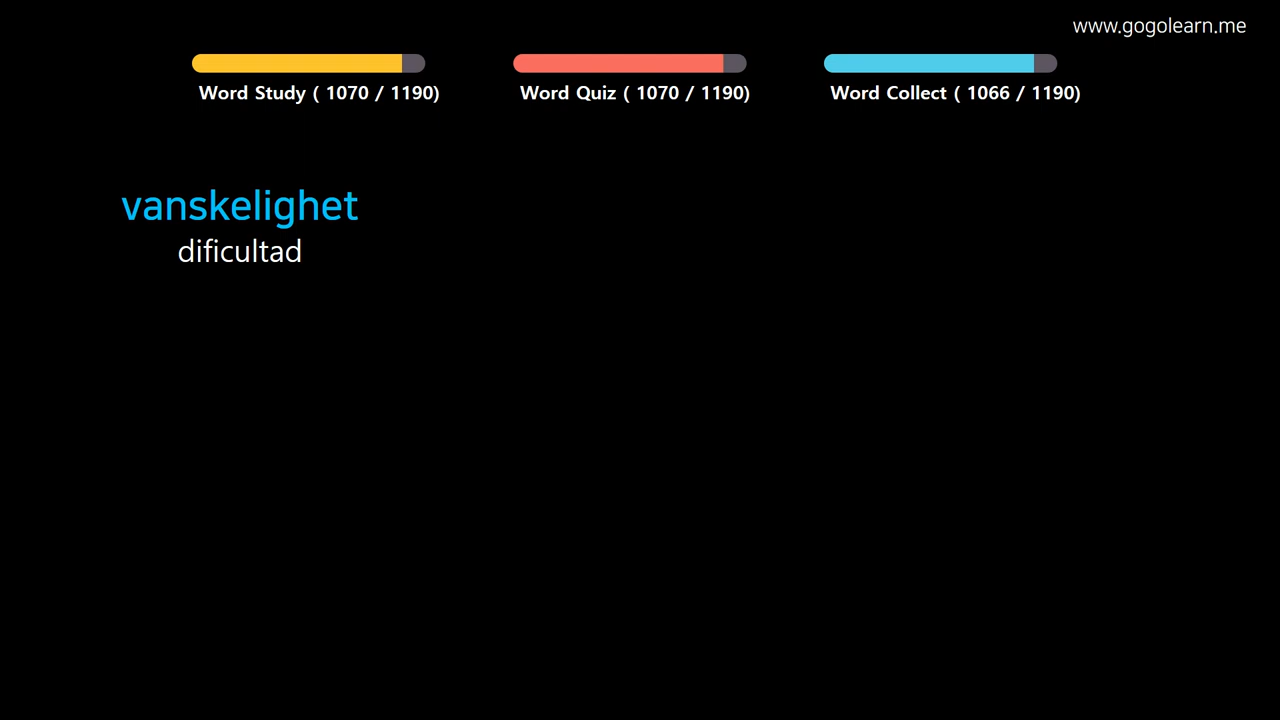 www.gogolearn.me
Word Study ( 1070 / 1190)
Word Quiz ( 1070 / 1190)
Word Collect ( 1066 / 1190)
vanskelighet
dificultad